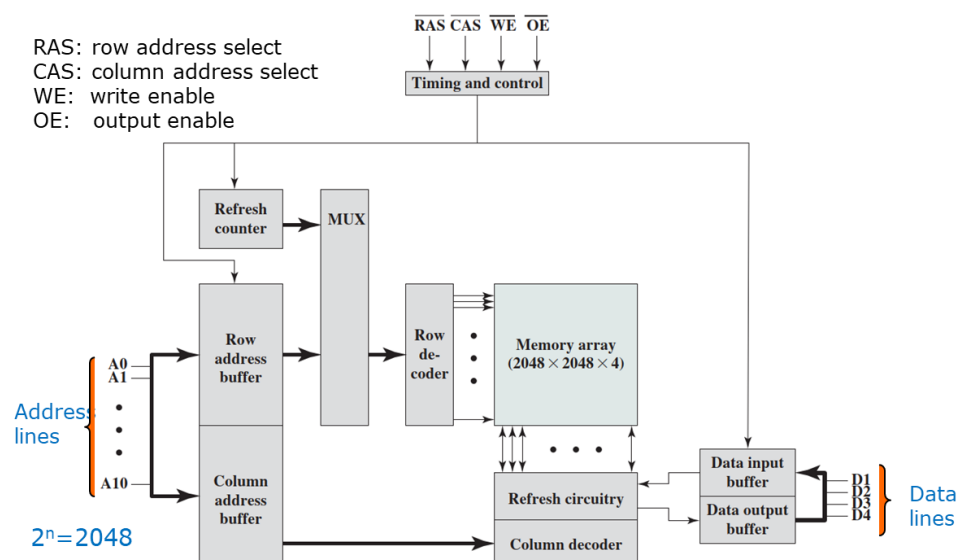 RAS CAS WE OE
RAS: row address select
CAS: column address select
WE: write enable
OE: output enable
Timing and control
Refresh
counter
MUX
Row
address
buffer
Row
de-
coder
Memory array
(2048 × 2048 × 4)
A0
A1
Address
lines
A10
Column
address
buffer
Refresh circuitry
Column decoder
Data input
buffer
Data output
buffer
D1
D2
D3
D4
Data
lines
2ⁿ=2048